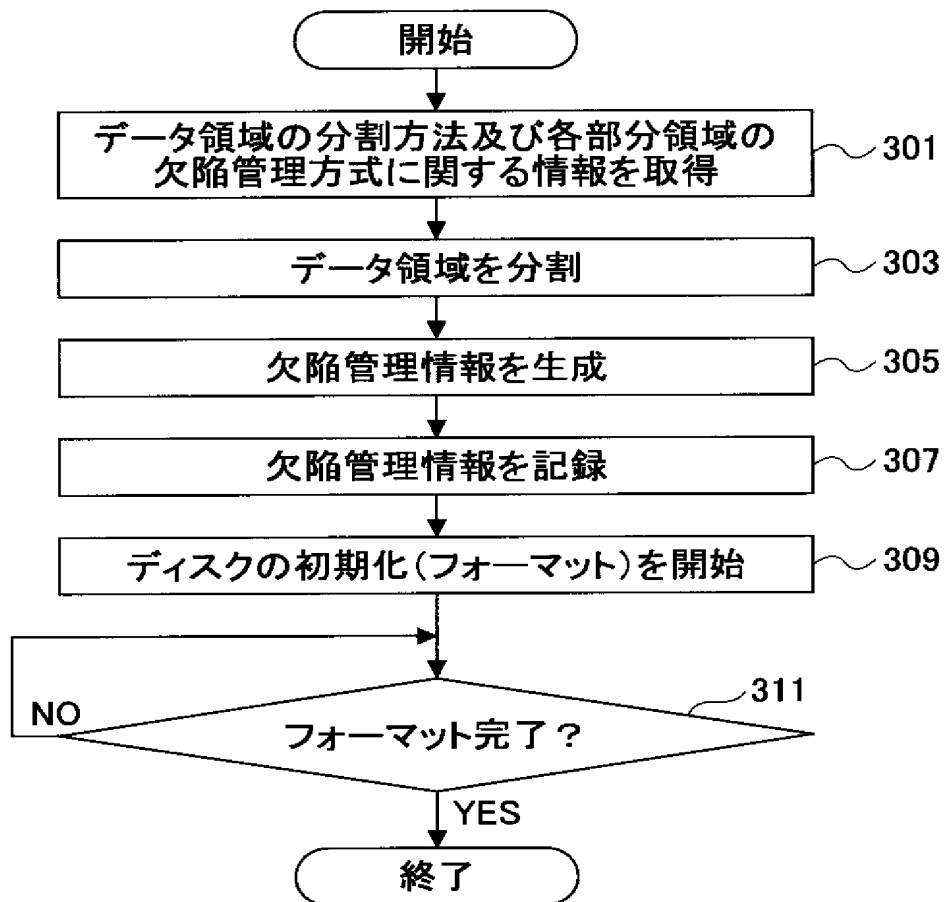 開始
データ領域の分割方法及び各部分領域の
欠陥管理方式に関する情報を取得
301
データ領域を分割
303
欠陥管理情報を生成
305
欠陥管理情報を記録
307
ディスクの初期化(フォーマット)を開始
309
311
NO
フォーマット完了?
YES
終了